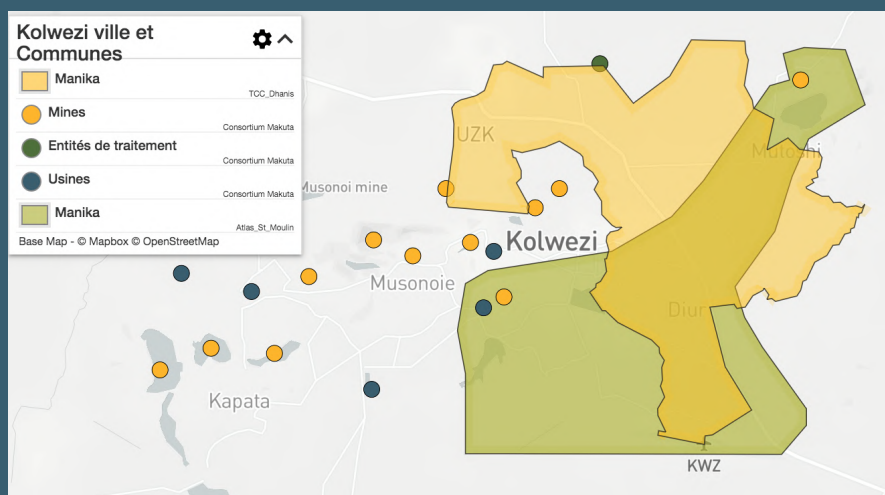 Kolwezi ville et
Communes
Manika
TCC_Dhanis
Mines
Consortium Makuta
Entités de traitement
Consortium Makuta
Usines
Consortium Makuta
Manika
Atlas_St_Moulin
Base Map - © Mapbox © OpenStreetMap
UZK
Mutoshi
Musonoi mine
Kolwezi
Musonoie
Kapata
KWZ